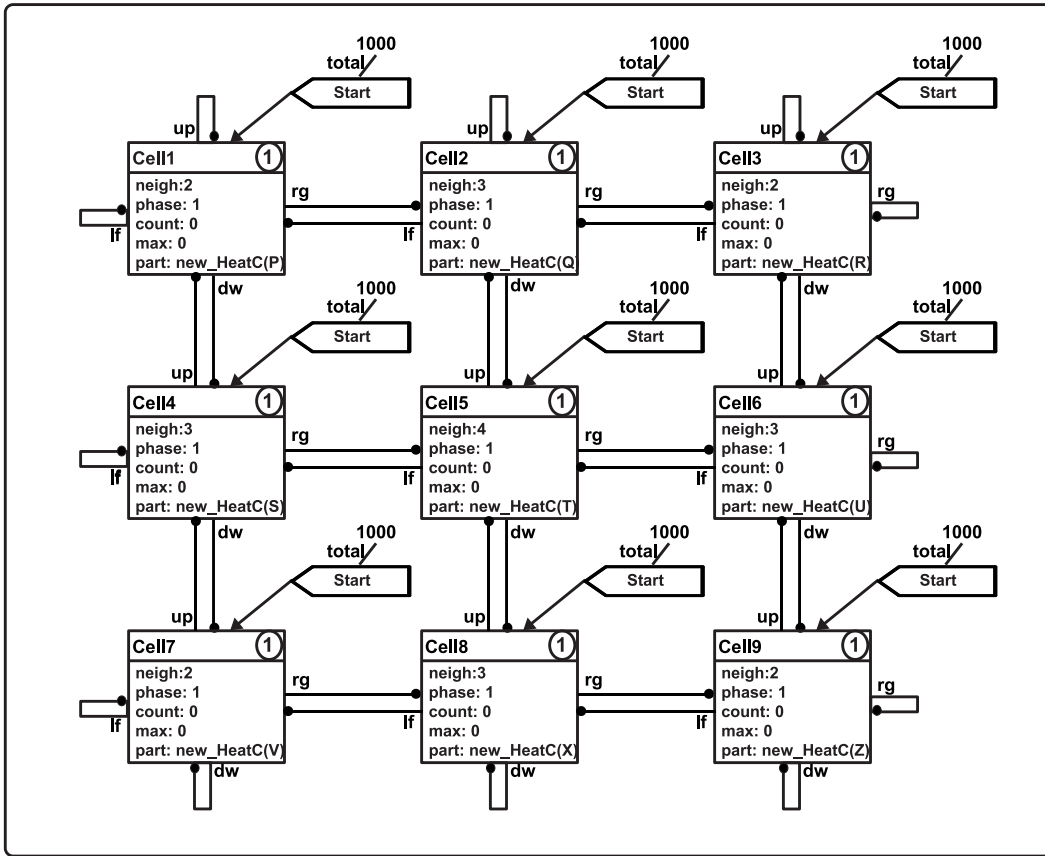 1000 1000 1000
total total total
Start Start Start
up up up
Cell1 1 Cell2 1 Cell3 1
neigh:2 rg neigh:3 rg neigh:2 rg
phase: 1 phase: 1 phase: 1
count: 0 count: 0 count: 0
lf max: 0 lf max: 0 lf max: 0
part: new_HeatC(P) part: new_HeatC(Q) part: new_HeatC(R)
dw dw dw
1000 1000 1000
total total total
Start Start Start
up up up
Cell4 1 Cell5 1 Cell6 1
neigh:3 rg neigh:4 rg neigh:3 rg
phase: 1 phase: 1 phase: 1
count: 0 count: 0 count: 0
lf max: 0 lf max: 0 lf max: 0
part: new_HeatC(S) part: new_HeatC(T) part: new_HeatC(U)
dw dw dw
1000 1000 1000
total total total
Start Start Start
up up up
Cell7 1 Cell8 1 Cell9 1
neigh:2 rg neigh:3 rg neigh:2 rg
phase: 1 phase: 1 phase: 1
count: 0 count: 0 count: 0
lf max: 0 lf max: 0 lf max: 0
part: new_HeatC(V) part: new_HeatC(X) part: new_HeatC(Z)
dw dw dw